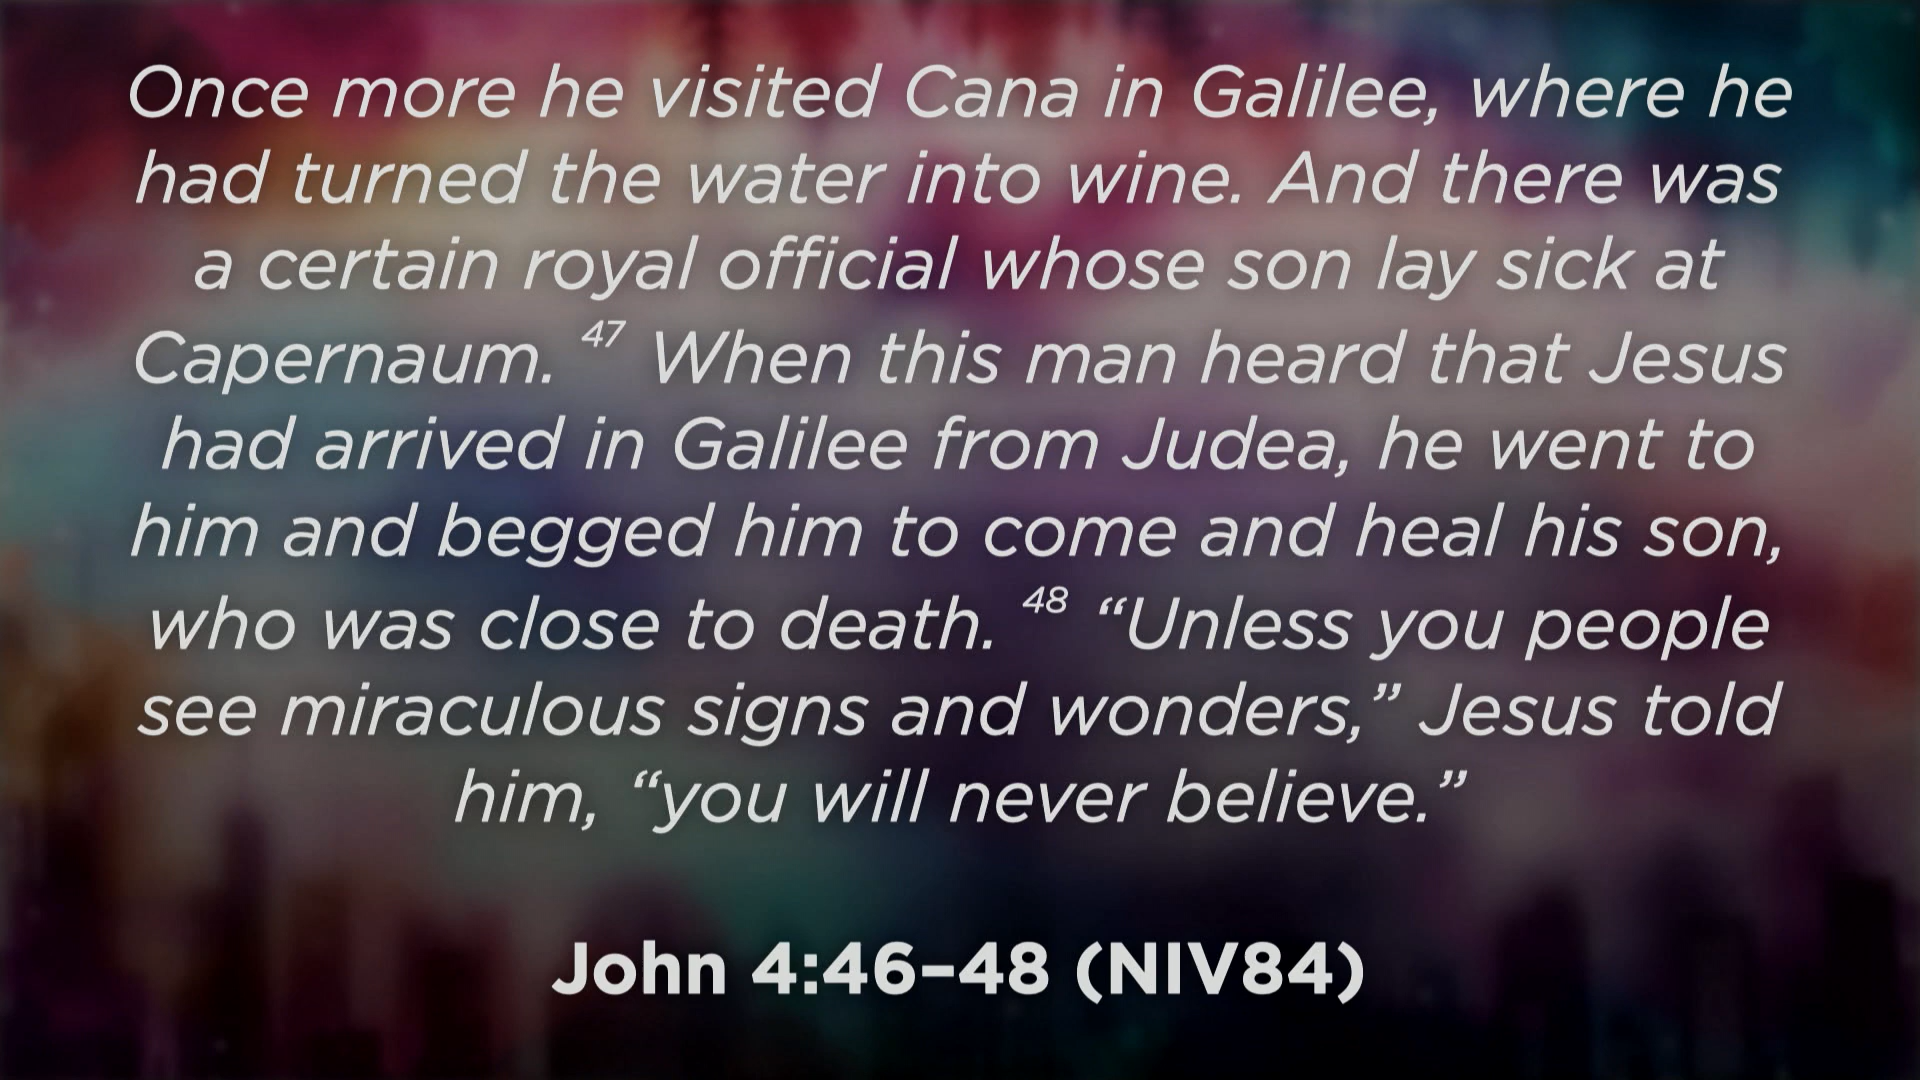 Once more he visited Cana in Galilee, where he
had turned the water into wine. And there was
a certain royal official whose son lay sick at
Capernaum. 47 When this man heard that Jesus
had arrived in Galilee from Judea, he went to
him and begged him to come and heal his son,
who was close to death. 48 “Unless you people
see miraculous signs and wonders,” Jesus told
him, “you will never believe.”
John 4:46–48 (NIV84)